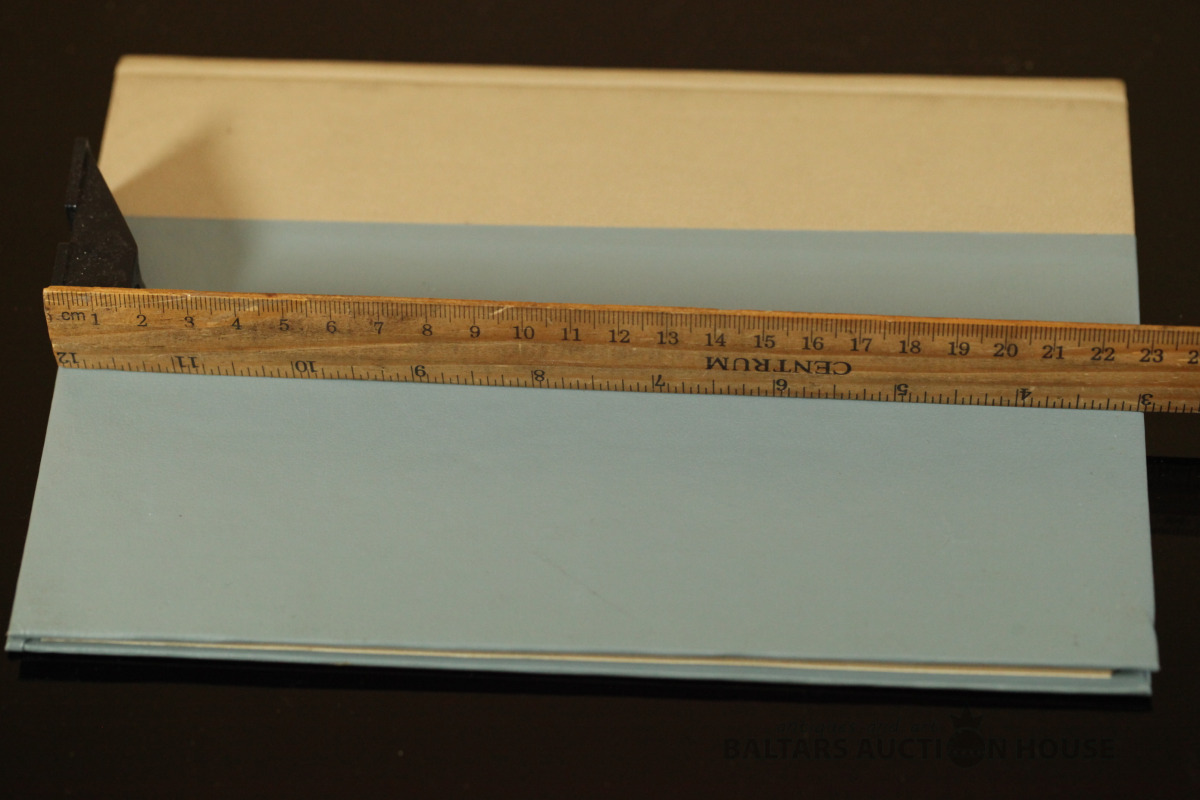 cm 1 2 3 4 5 6 7 8 9 10 11 12 13 14 15 16 17 18 19 20 21 22 23
CENTRUM
12 11 10 9 8 7 6 5 4 3
BALTARS AUCTION HOUSE